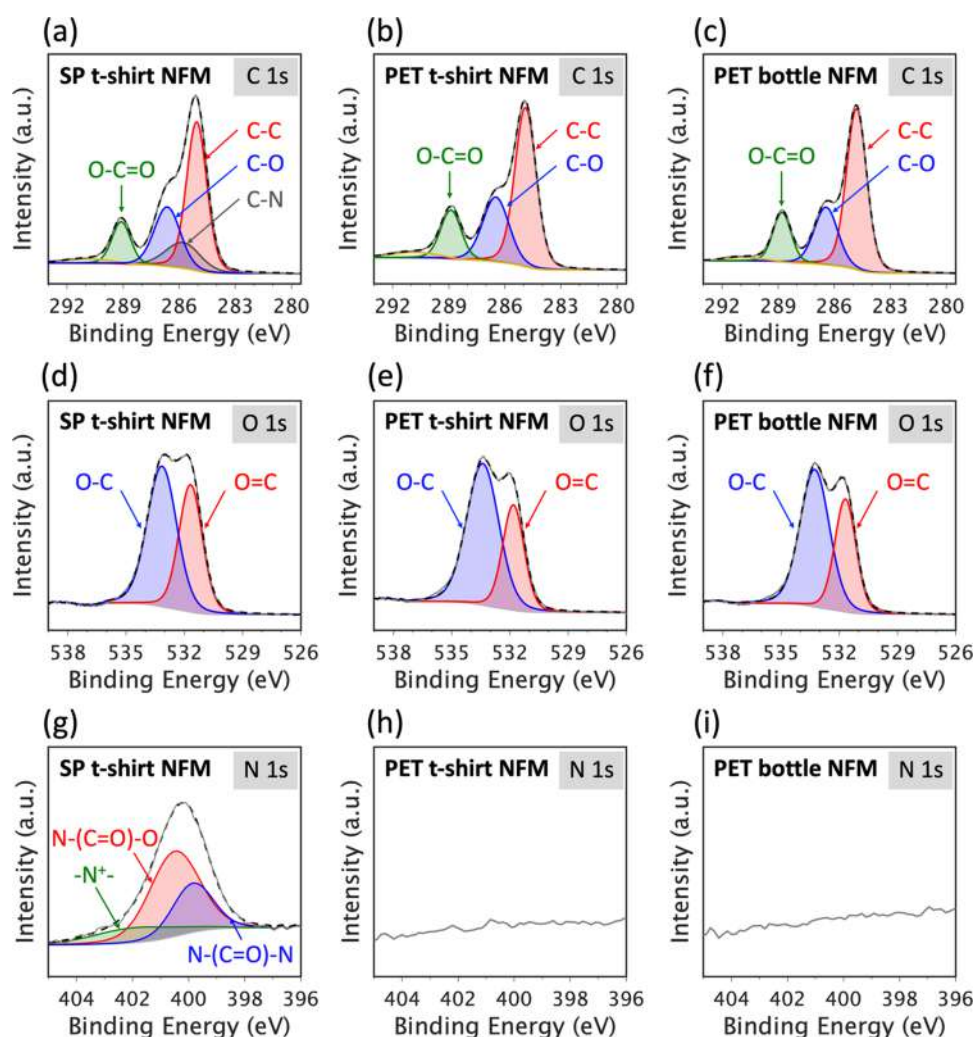 (a)
SP t-shirt NFM
C 1s
Intensity (a.u.)
O-C=O
C-C
C-O
C-N
292 289 286 283 280
Binding Energy (eV)
(b)
PET t-shirt NFM
C 1s
Intensity (a.u.)
O-C=O
C-C
C-O
292 289 286 283 280
Binding Energy (eV)
(c)
PET bottle NFM
C 1s
Intensity (a.u.)
O-C=O
C-C
C-O
292 289 286 283 280
Binding Energy (eV)
(d)
SP t-shirt NFM
O 1s
Intensity (a.u.)
O-C
O=C
538 535 532 529 526
Binding Energy (eV)
(e)
PET t-shirt NFM
O 1s
Intensity (a.u.)
O-C
O=C
538 535 532 529 526
Binding Energy (eV)
(f)
PET bottle NFM
O 1s
Intensity (a.u.)
O-C
O=C
538 535 532 529 526
Binding Energy (eV)
(g)
SP t-shirt NFM
N 1s
Intensity (a.u.)
N-(C=O)-O
-N⁺-
N-(C=O)-N
404 402 400 398 396
Binding Energy (eV)
(h)
PET t-shirt NFM
N 1s
Intensity (a.u.)
404 402 400 398 396
Binding Energy (eV)
(i)
PET bottle NFM
N 1s
Intensity (a.u.)
404 402 400 398 396
Binding Energy (eV)